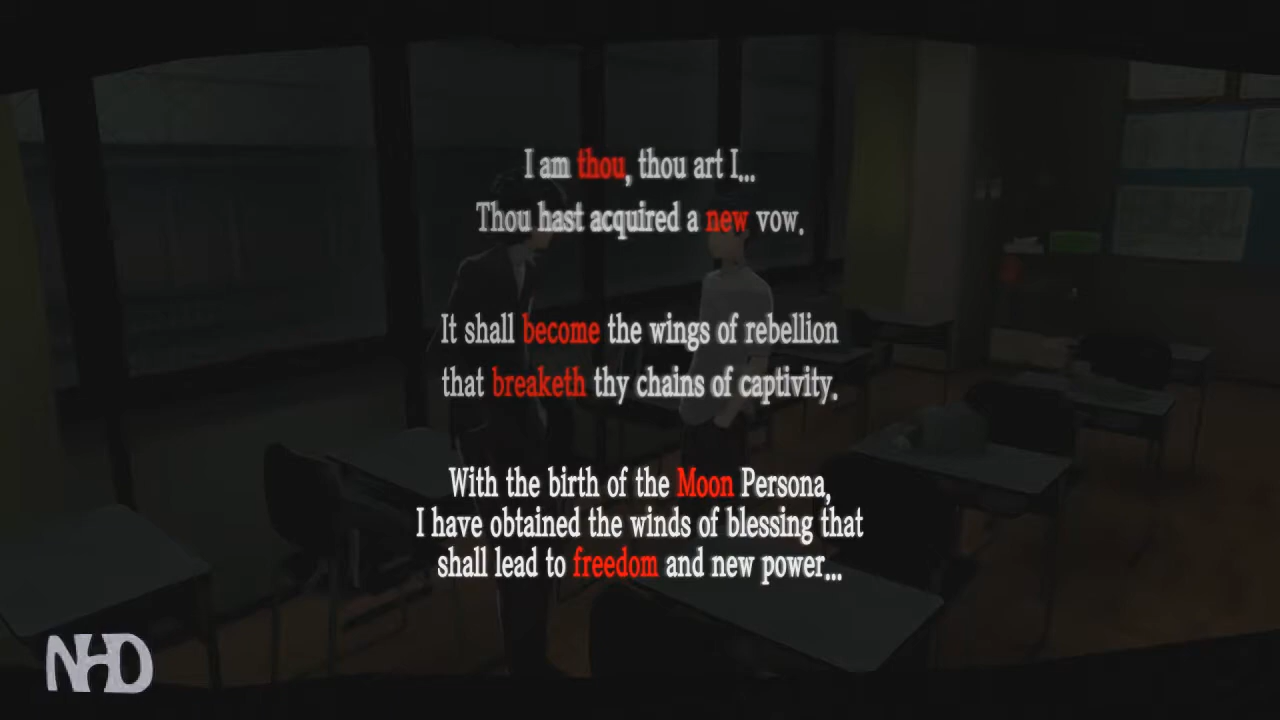 I am thou, thou art I...
Thou hast acquired a new vow.
It shall become the wings of rebellion
that breaketh thy chains of captivity.
With the birth of the Moon Persona,
I have obtained the winds of blessing that
shall lead to freedom and new power...
NHD